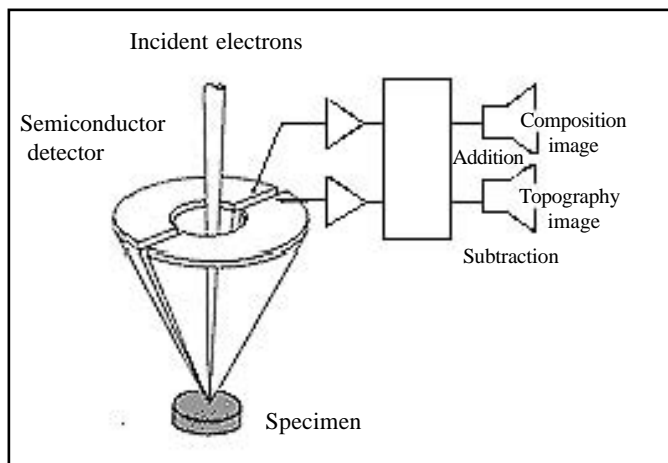 Incident electrons
Semiconductor
detector
Composition
image
Addition
Topography
image
Subtraction
Specimen